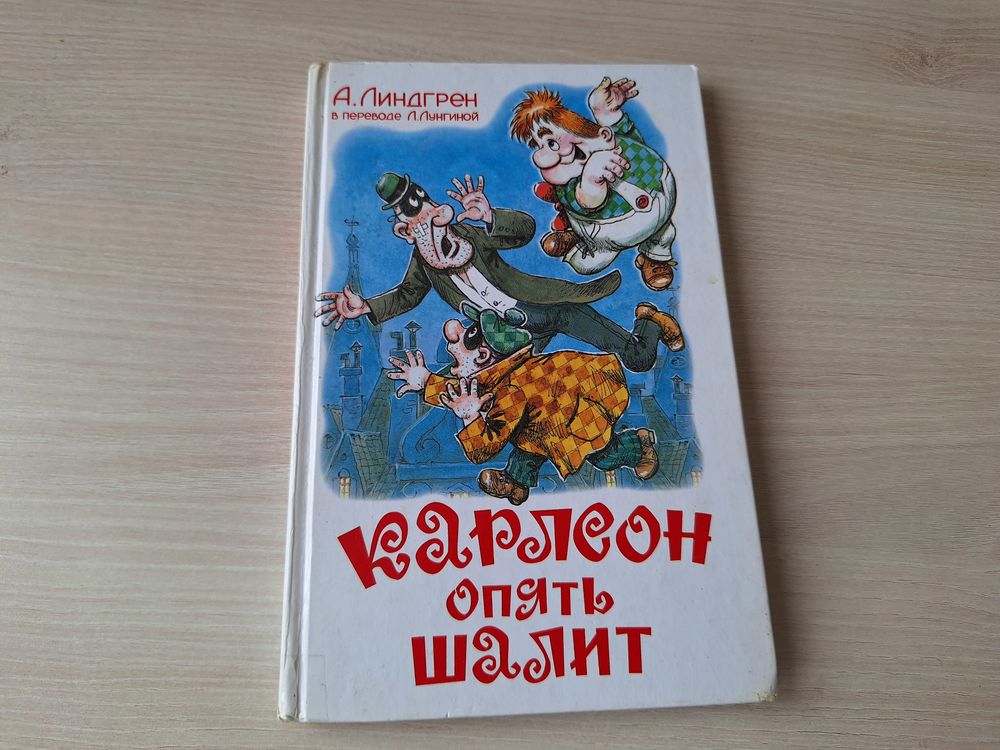 А. Линдгрен
в переводе Л. Лунгиной
Карлсон
опять
шалит